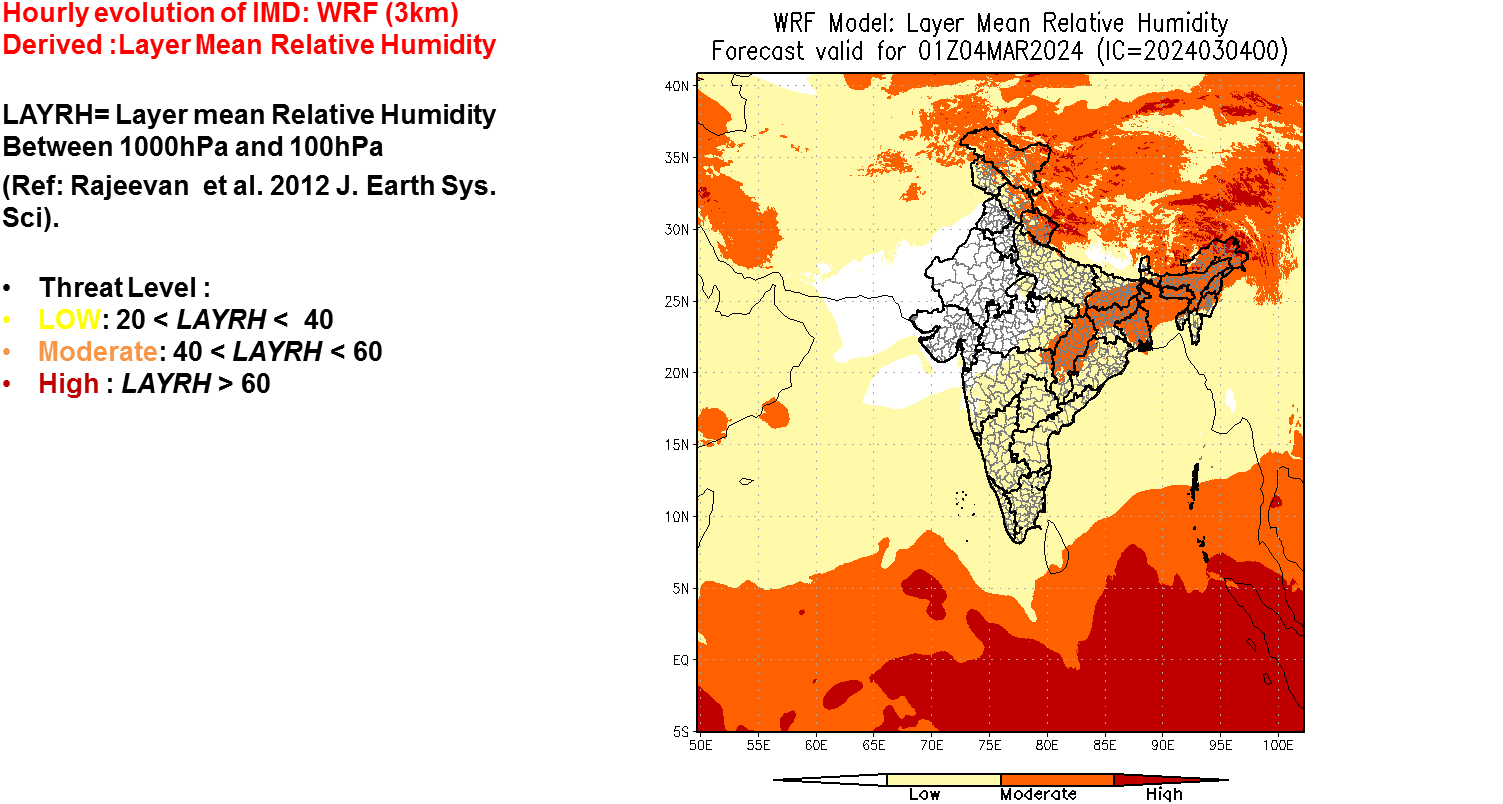 Hourly evolution of IMD: WRF (3km)
Derived :Layer Mean Relative Humidity
LAYRH= Layer mean Relative Humidity
Between 1000hPa and 100hPa
(Ref: Rajeevan et al. 2012 J. Earth Sys.
Sci).
• Threat Level :
• LOW: 20 < LAYRH < 40
• Moderate: 40 < LAYRH < 60
• High : LAYRH > 60
WRF Model: Layer Mean Relative Humidity
Forecast valid for 01Z04MAR2024 (IC=2024030400)
40N
35N
30N
25N
20N
15N
10N
5N
EQ
5S
50E 55E 60E 65E 70E 75E 80E 85E 90E 95E 100E
Low Moderate High